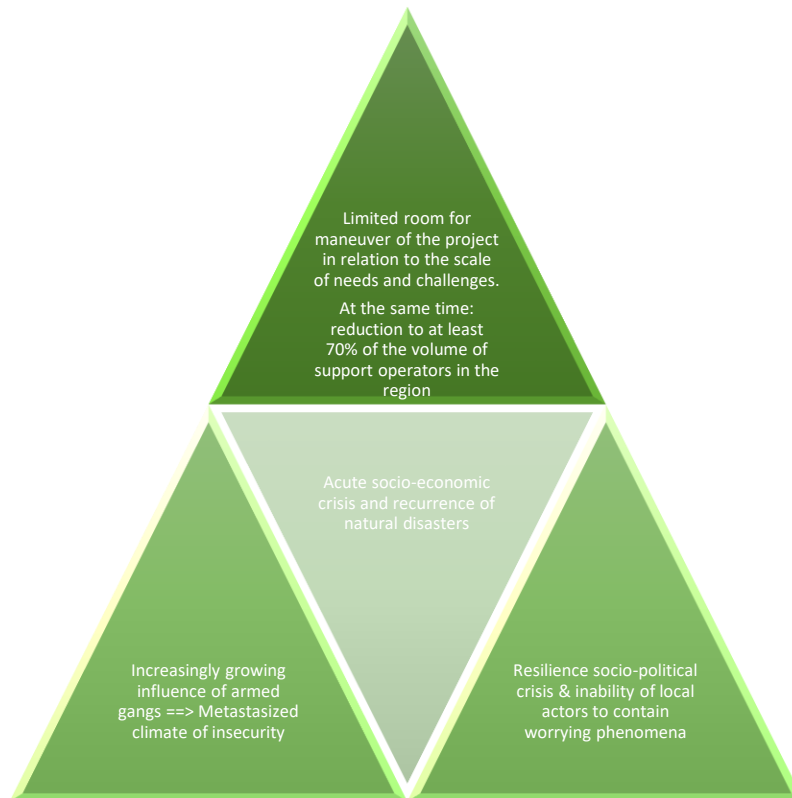 Limited room for
maneuver of the project
in relation to the scale
of needs and challenges.
At the same time:
reduction to at least
70% of the volume of
support operators in the
region
Acute socio-economic
crisis and recurrence of
natural disasters
Increasingly growing
influence of armed
gangs ==> Metastasized
climate of insecurity
Resilience socio-political
crisis & inability of local
actors to contain
worrying phenomena